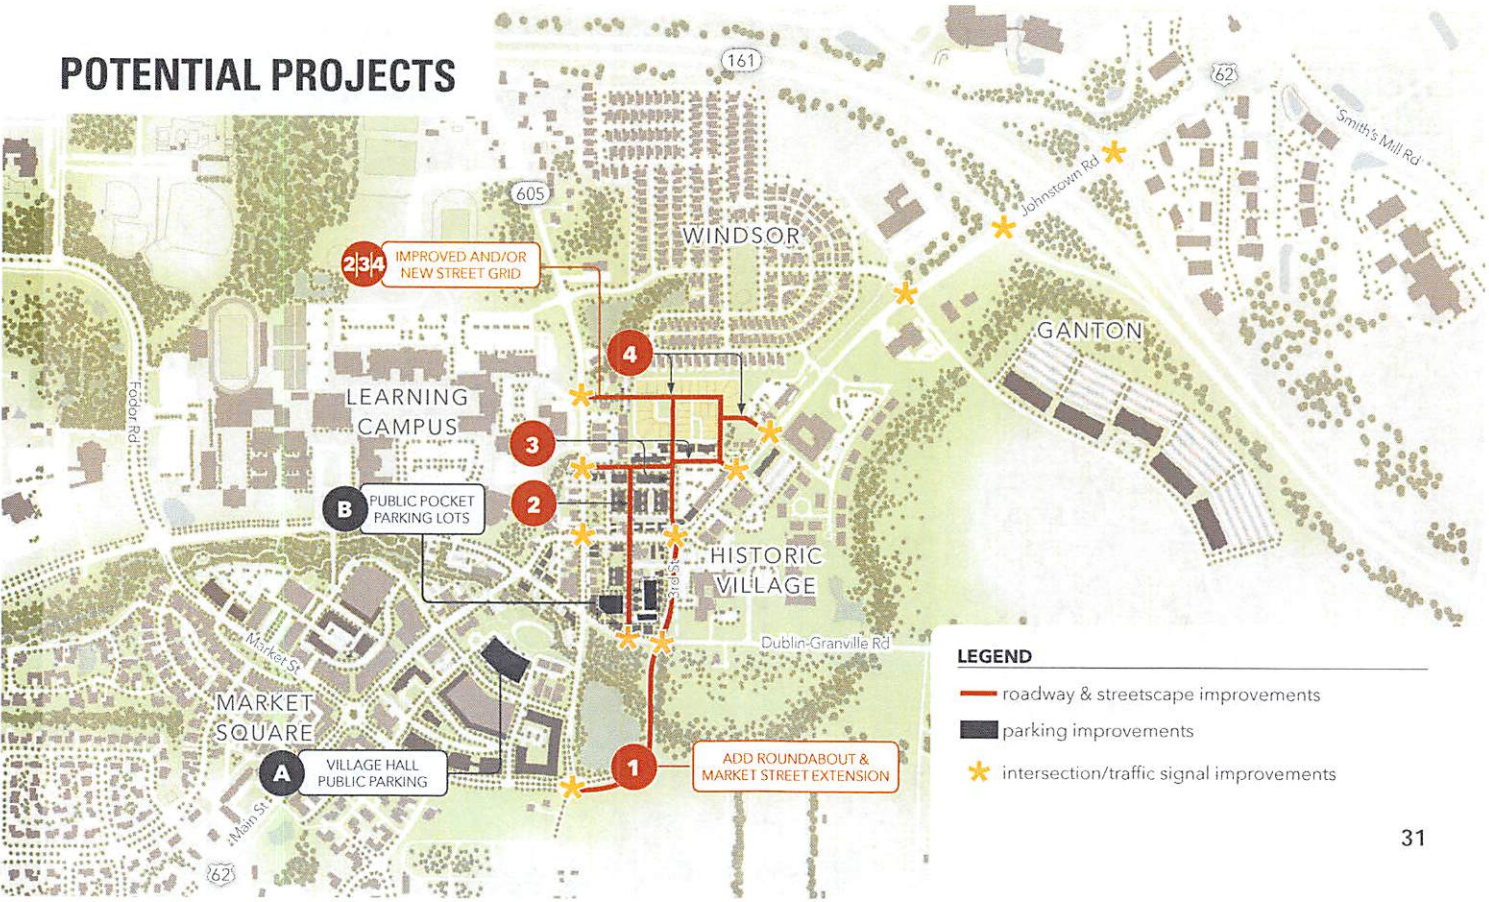 POTENTIAL PROJECTS
161
62
Smith's Mill Rd
Johnstown Rd
605
WINDSOR
2|3|4
IMPROVED AND/OR
NEW STREET GRID
GANTON
4
Fodor Rd
LEARNING
CAMPUS
3
2
B
PUBLIC POCKET
PARKING LOTS
HISTORIC
VILLAGE
3rd St
Dublin-Granville Rd
Market St
MARKET
SQUARE
A
VILLAGE HALL
PUBLIC PARKING
1
ADD ROUNDABOUT &
MARKET STREET EXTENSION
Main St
62
LEGEND
roadway & streetscape improvements
parking improvements
intersection/traffic signal improvements
31